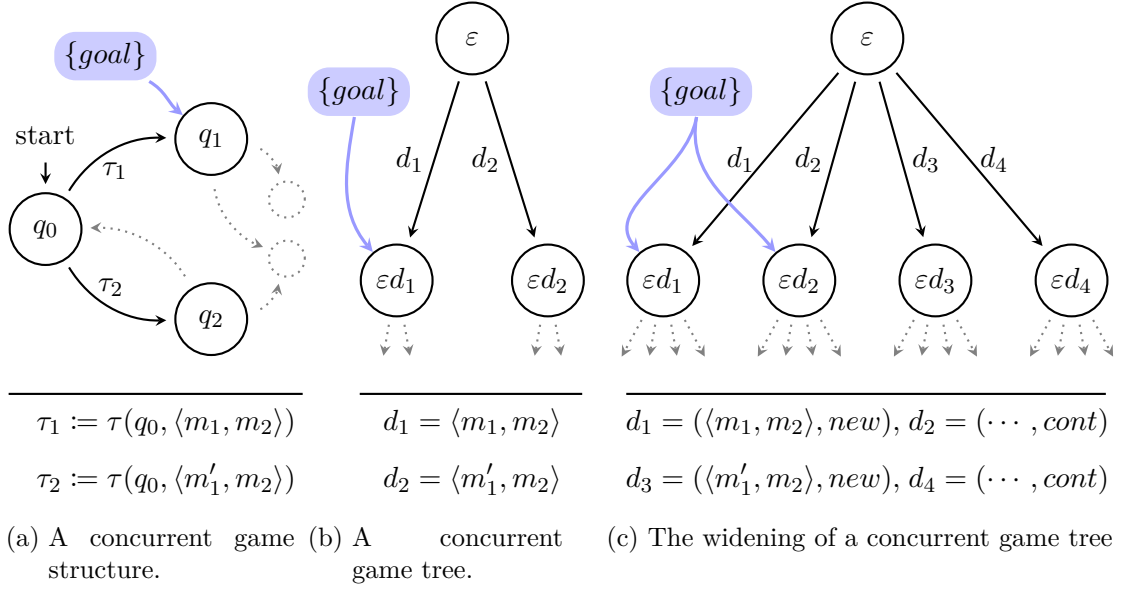 {goal}
start
q₀
q₁
q₂
τ₁
τ₂
τ₁ := τ(q₀, ⟨m₁, m₂⟩)
τ₂ := τ(q₀, ⟨m′₁, m₂⟩)
(a) A concurrent game
structure.
ε
{goal}
d₁
d₂
εd₁
εd₂
d₁ = ⟨m₁, m₂⟩
d₂ = ⟨m′₁, m₂⟩
(b) A concurrent
game tree.
ε
{goal}
d₁
d₂
d₃
d₄
εd₁
εd₂
εd₃
εd₄
d₁ = (⟨m₁, m₂⟩, new), d₂ = (⋯ , cont)
d₃ = (⟨m′₁, m₂⟩, new), d₄ = (⋯ , cont)
(c) The widening of a concurrent game tree